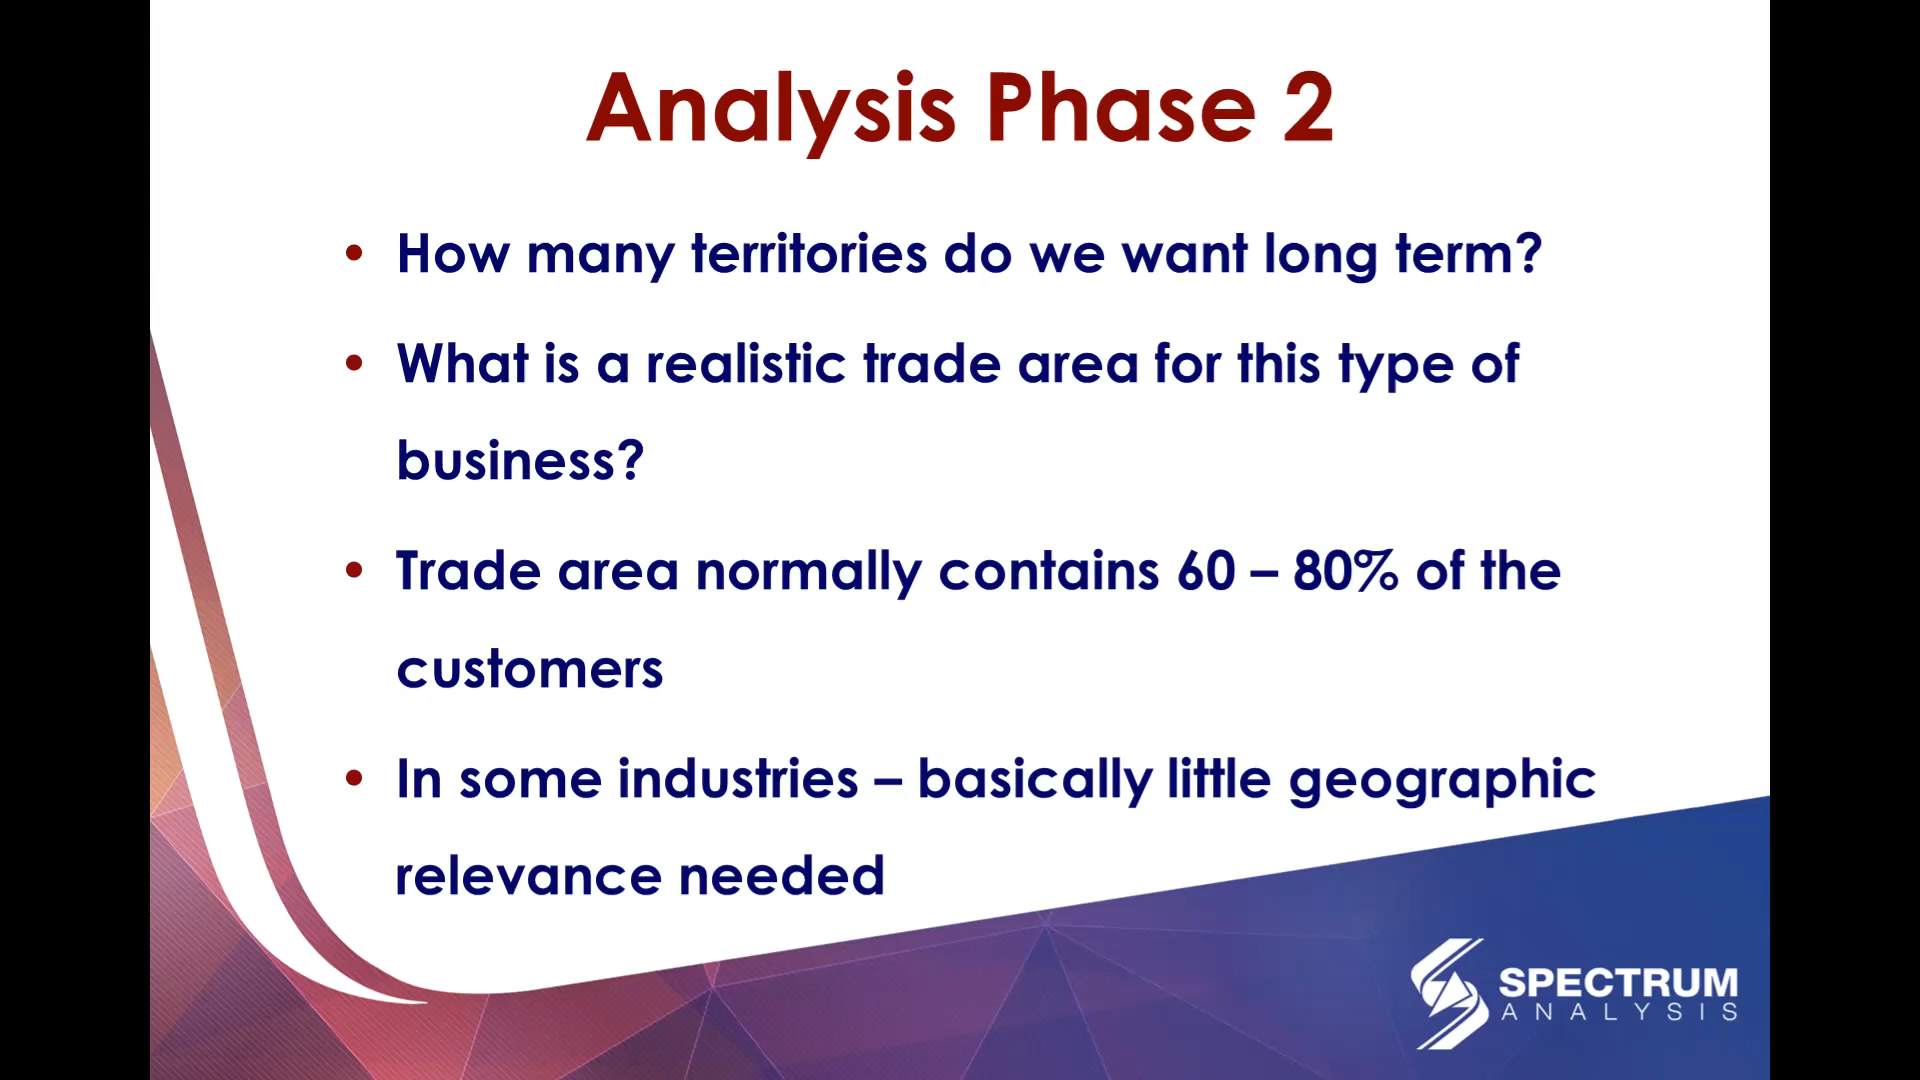 Analysis Phase 2
• How many territories do we want long term?
• What is a realistic trade area for this type of
business?
• Trade area normally contains 60 – 80% of the
customers
• In some industries – basically little geographic
relevance needed
SPECTRUM
ANALYSIS